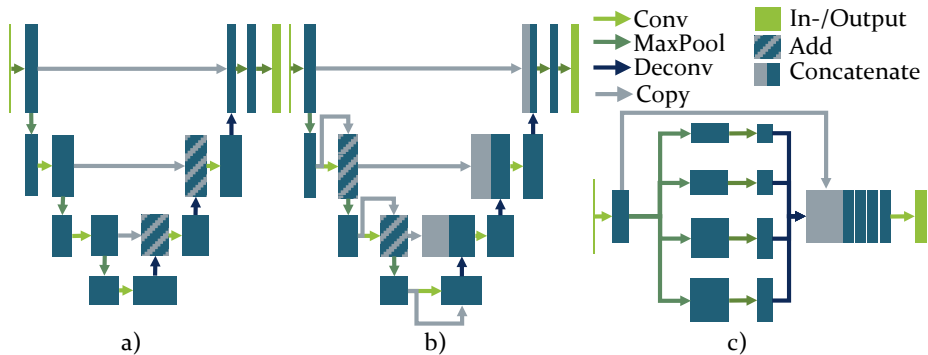 Conv
MaxPool
Deconv
Copy
In-/Output
Add
Concatenate
a)
b)
c)